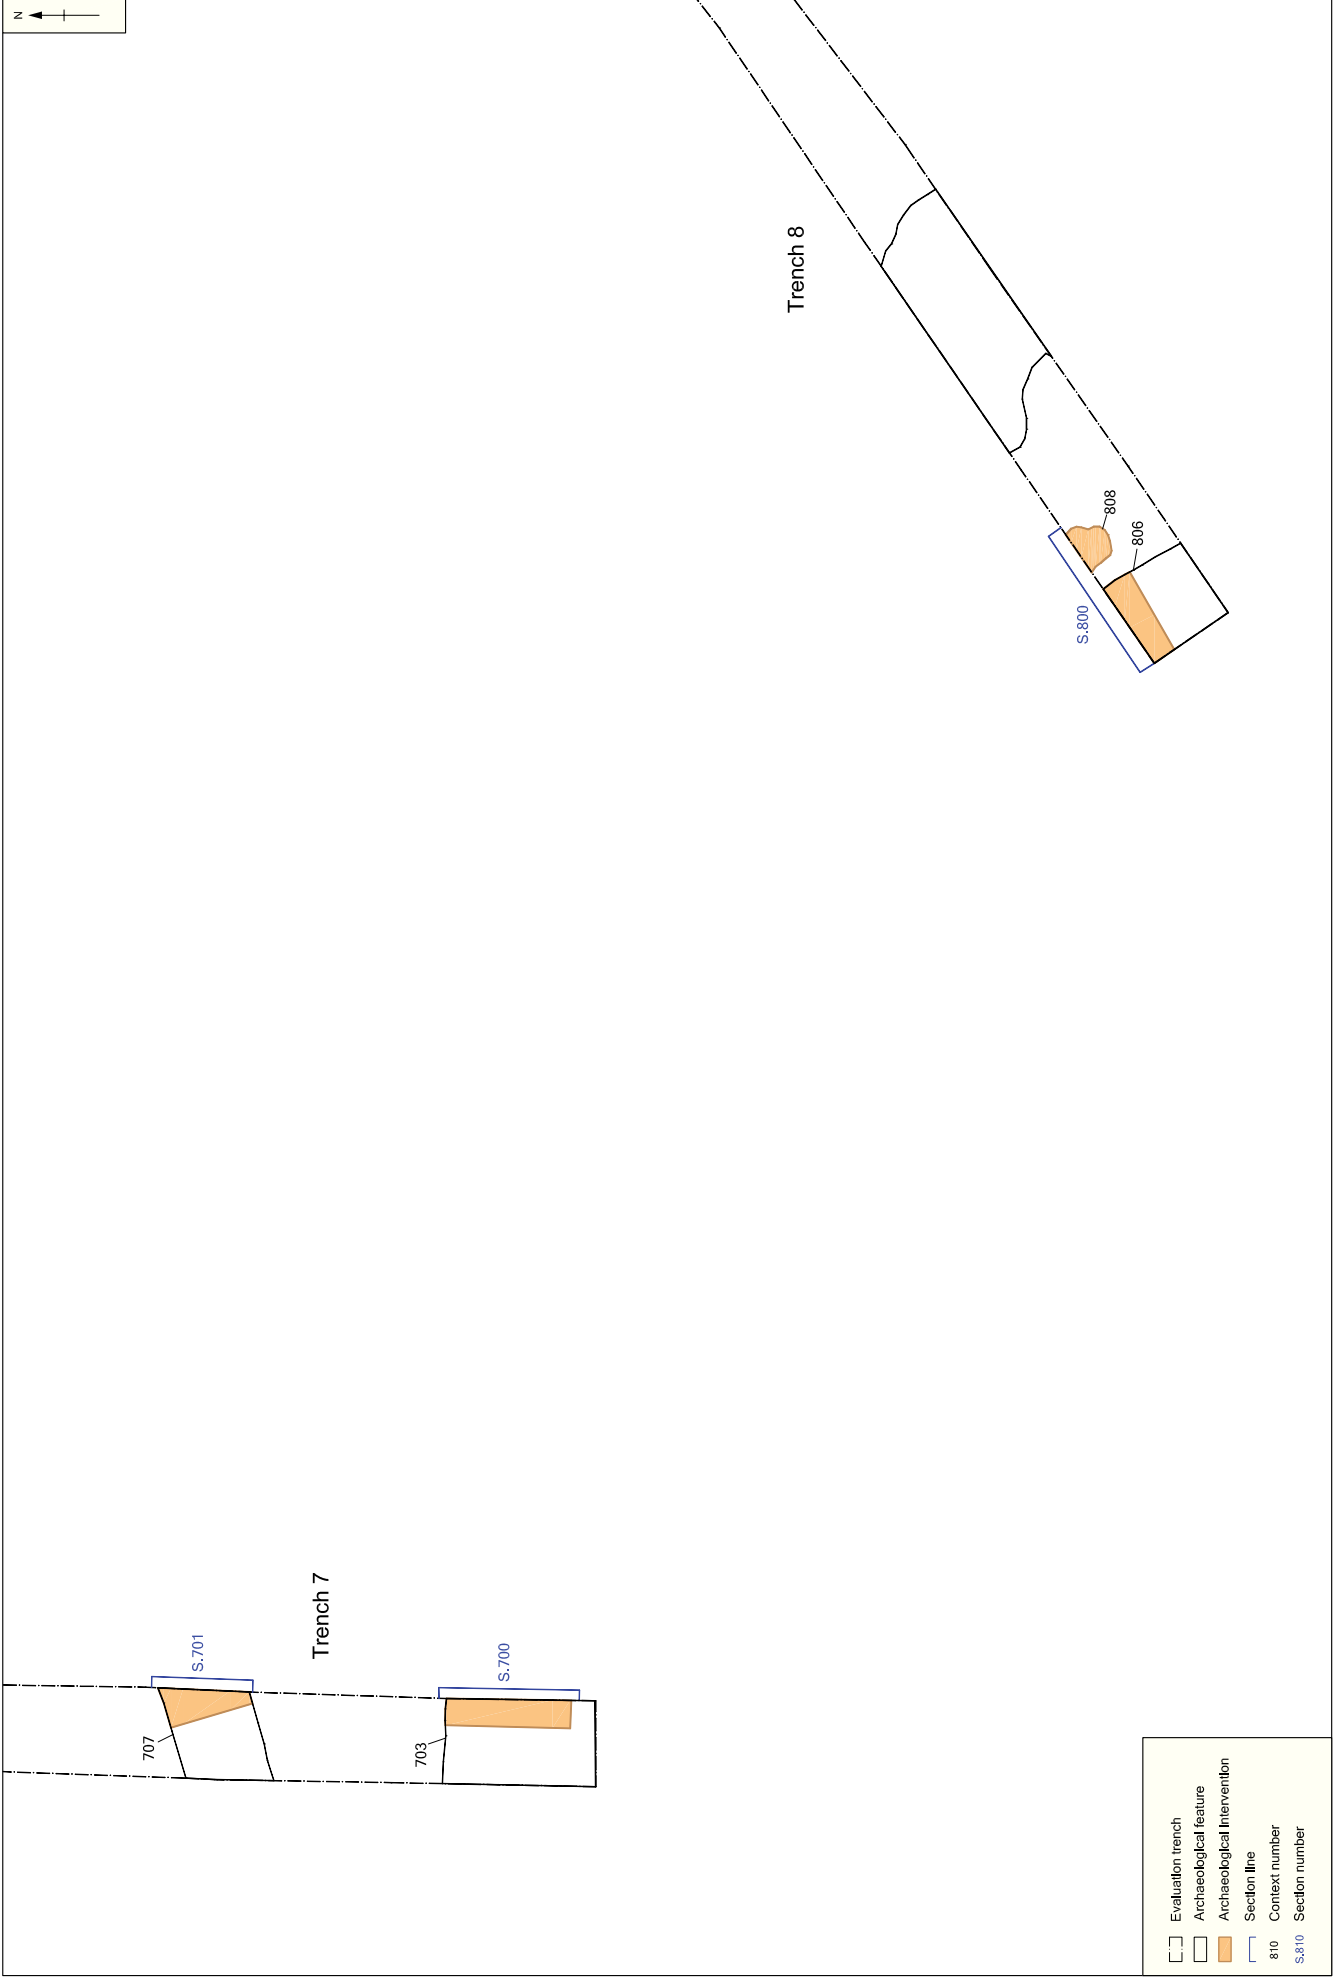 N
Trench 8
808
806
S.800
S.701
Trench 7
707
S.700
703
Evaluation trench
Archaeological feature
Archaeological Intervention
Section line
810 Context number
S.810 Section number